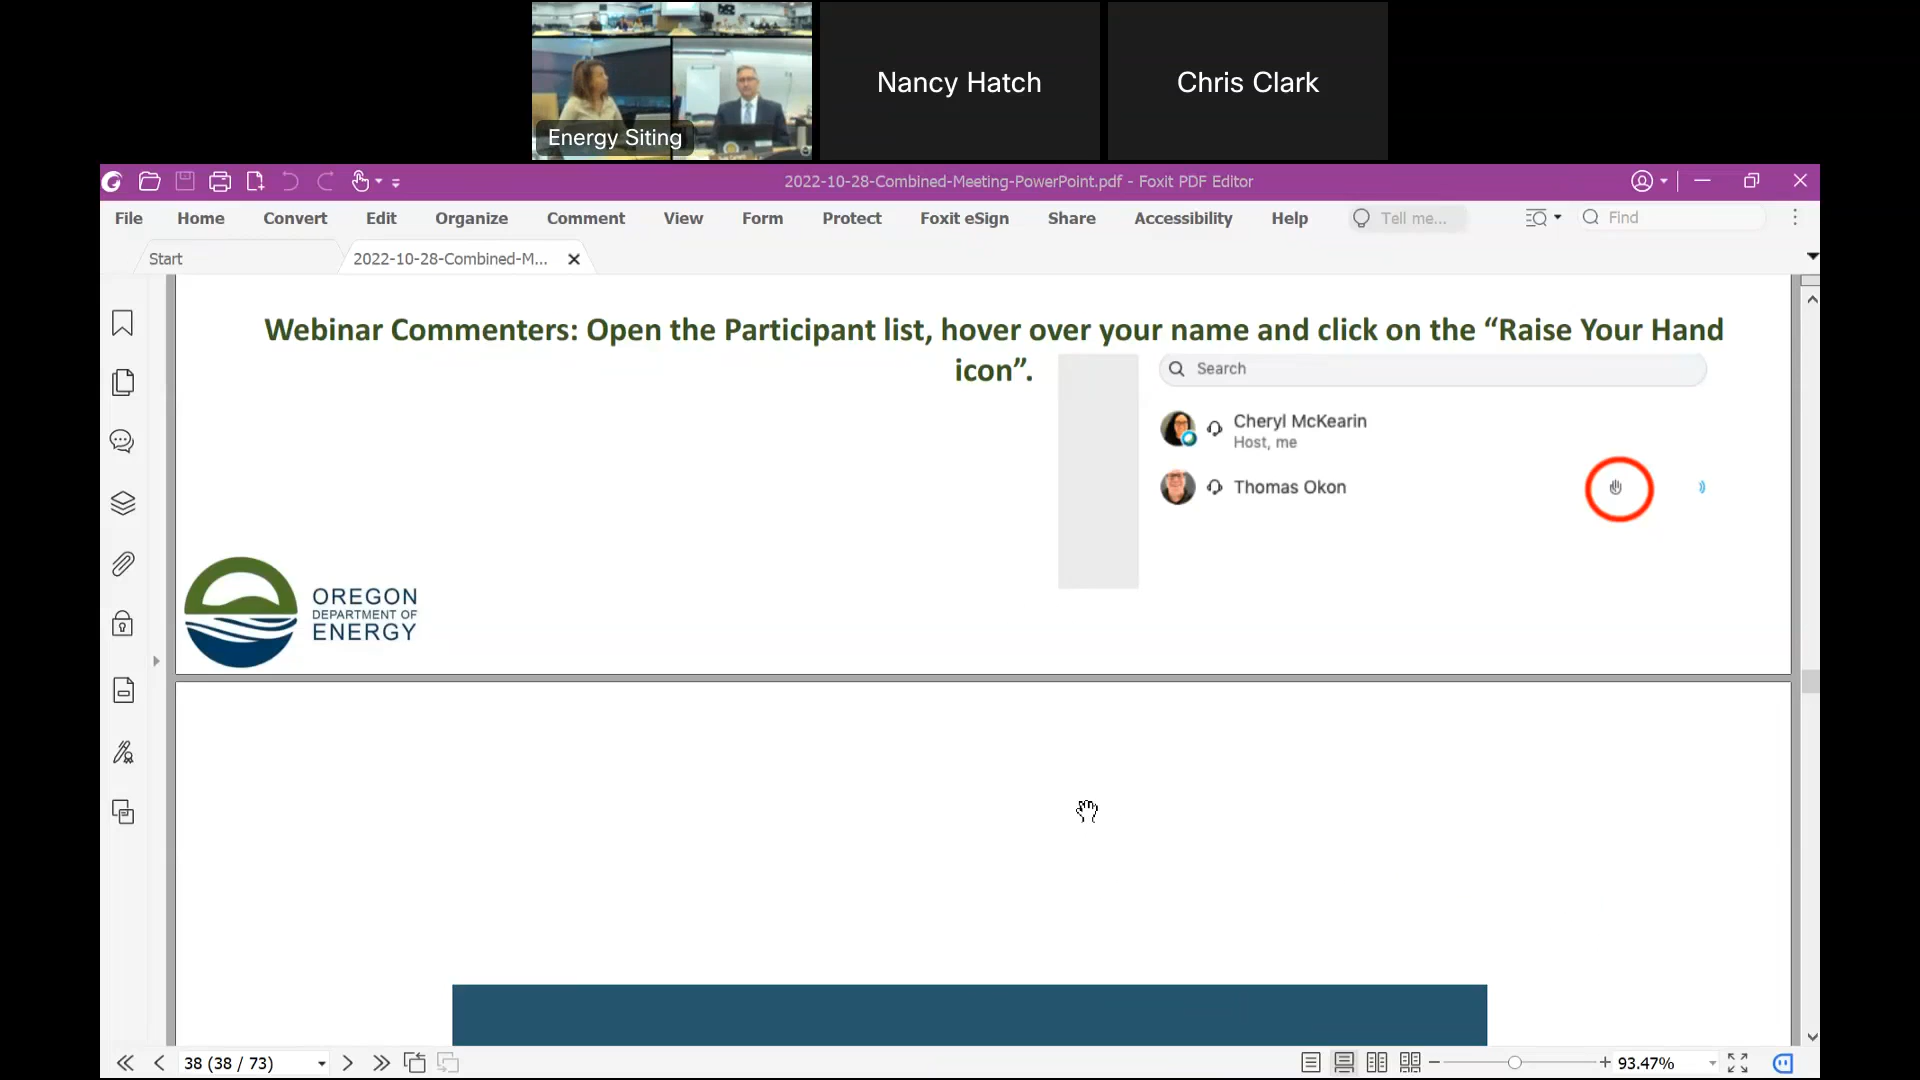 Energy Siting
Nancy Hatch
Chris Clark
2022-10-28-Combined-Meeting-PowerPoint.pdf - Foxit PDF Editor
File Home Convert Edit Organize Comment View Form Protect Foxit eSign Share Accessibility Help Tell me... Find
Start 2022-10-28-Combined-M...
Webinar Commenters: Open the Participant list, hover over your name and click on the “Raise Your Hand
icon”.
Search
Cheryl McKearin
Host, me
Thomas Okon
OREGON
DEPARTMENT OF
ENERGY
38 (38 / 73) 93.47%